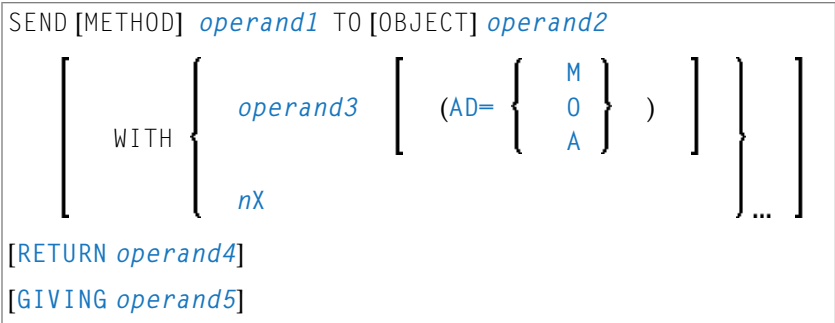 SEND [METHOD] operand1 TO [OBJECT] operand2
M
operand3 (AD= O )
WITH A
nX
...
[RETURN operand4]
[GIVING operand5]